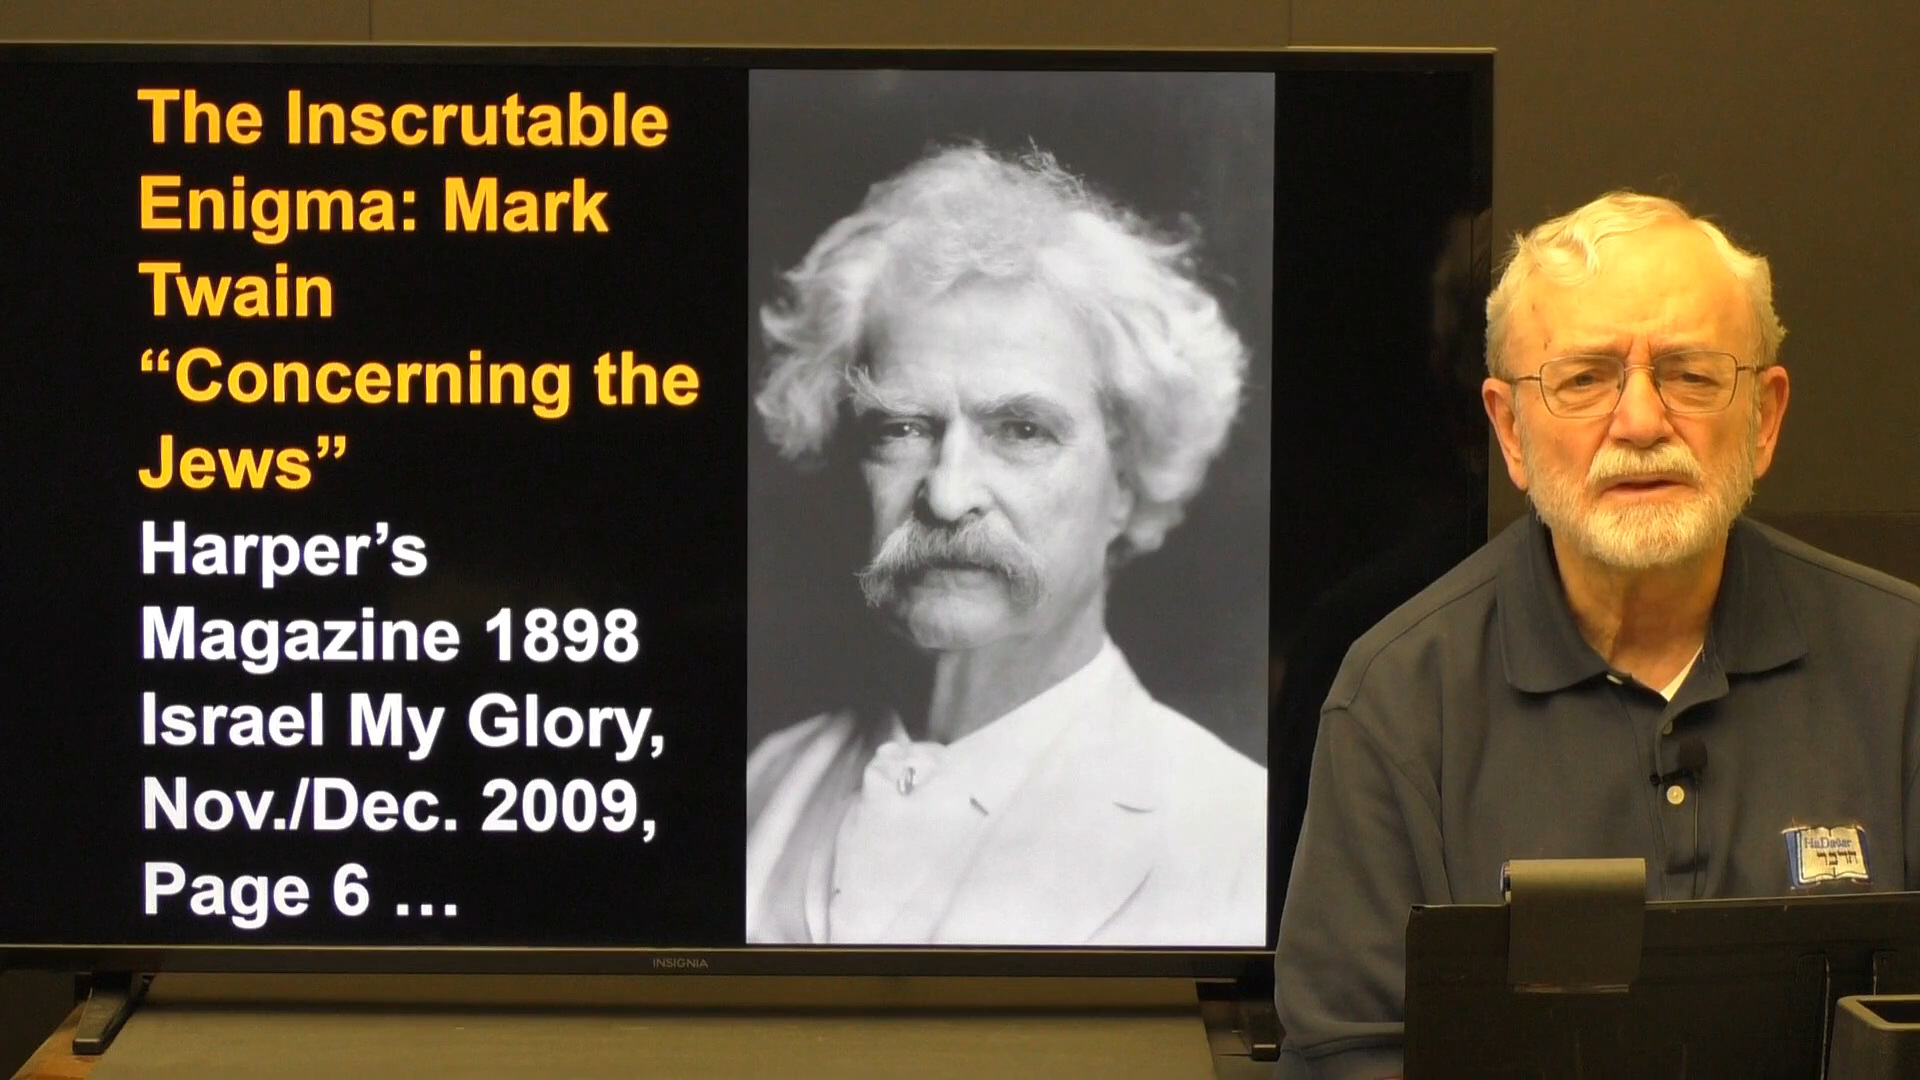 The Inscrutable
Enigma: Mark
Twain
“Concerning the
Jews”
Harper’s
Magazine 1898
Israel My Glory,
Nov./Dec. 2009,
Page 6 …
INSIGNIA
HaDavar
הדבר